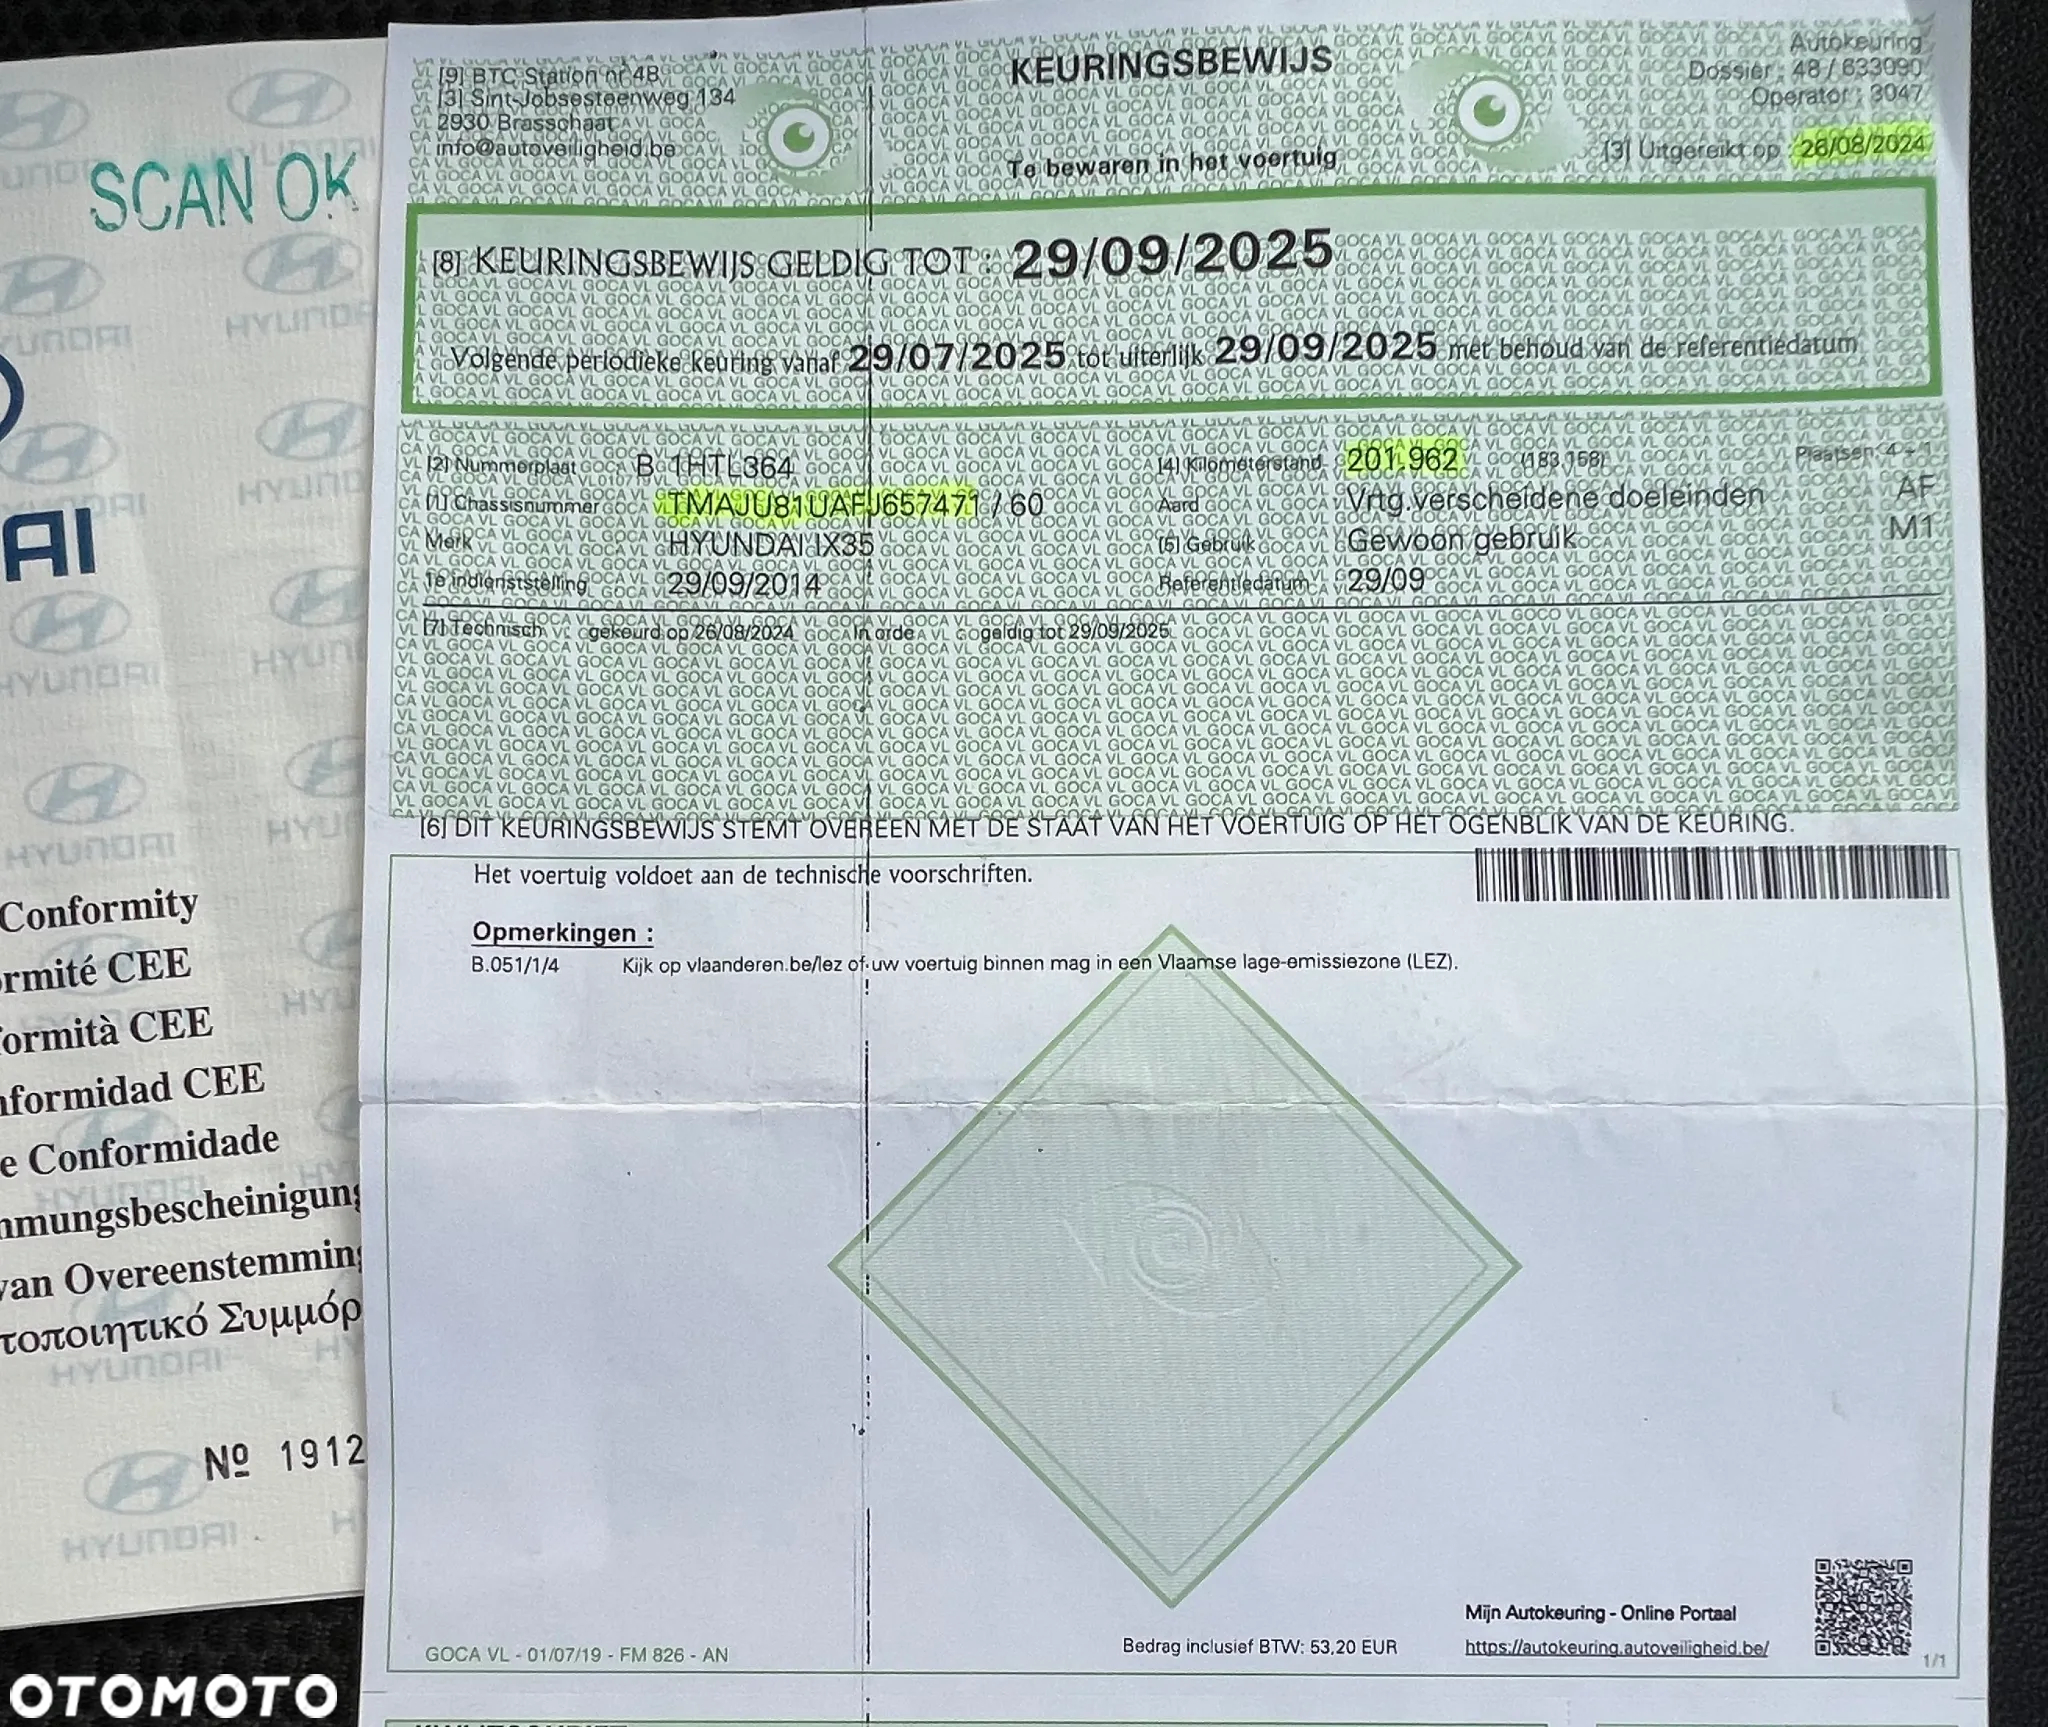 SCAN OK
HYUNDAI
AI
Conformity
ormité CEE
formità CEE
nformidad CEE
e Conformidade
mmungsbescheinigung
van Overeenstemming
τοποιητικό Συμμόρ
Nº 1912
[9] BTC Station nr 48
[3] Sint-Jobsesteenweg 134
2930 Brasschaat
info@autoveiligheid.be
KEURINGSBEWIJS
Te bewaren in het voertuig
Autokeuring
Dossier : 48 / 633090
Operator : 3047
[3] Uitgereikt op : 26/08/2024
[8] KEURINGSBEWIJS GELDIG TOT : 29/09/2025
Volgende periodieke keuring vanaf 29/07/2025 tot uiterlijk 29/09/2025 met behoud van de referentiedatum
[2] Nummerplaat B 1HTL364
[4] Kilometerstand 201.962 (183.158) Plaatsen: 4 + 1
[1] Chassisnummer TMAJU81UAFJ657471 / 60
Aard Vrtg.verscheidene doeleinden AF
Merk HYUNDAI IX35
[5] Gebruik Gewoon gebruik M1
1e indienststelling 29/09/2014
Referentiedatum 29/09
[7] Technisch gekeurd op 26/08/2024 In orde geldig tot 29/09/2025
[6] DIT KEURINGSBEWIJS STEMT OVEREEN MET DE STAAT VAN HET VOERTUIG OP HET OGENBLIK VAN DE KEURING.
Het voertuig voldoet aan de technische voorschriften.
Opmerkingen :
B.051/1/4 Kijk op vlaanderen.be/lez of uw voertuig binnen mag in een Vlaamse lage-emissiezone (LEZ).
GOCA VL - 01/07/19 - FM 826 - AN
Bedrag inclusief BTW: 53,20 EUR
Mijn Autokeuring - Online Portaal
https://autokeuring.autoveiligheid.be/
1/1
OTOMOTO